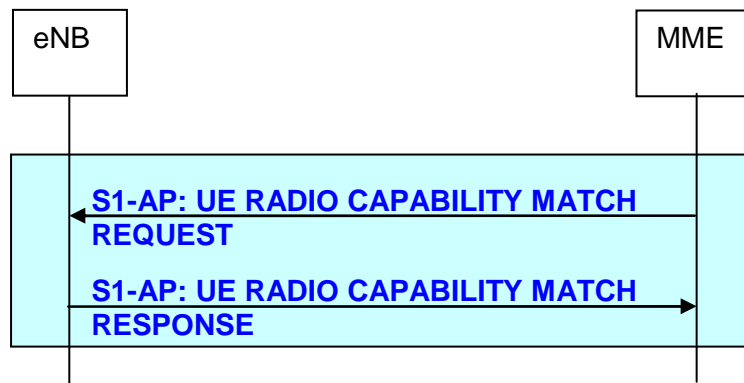 eNB
MME
S1-AP: UE RADIO CAPABILITY MATCH
REQUEST
S1-AP: UE RADIO CAPABILITY MATCH
RESPONSE